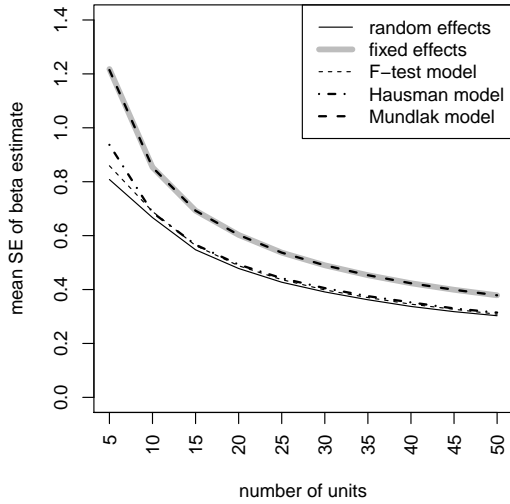 random effects
fixed effects
F−test model
Hausman model
Mundlak model
mean SE of beta estimate
1.4
1.2
1.0
0.8
0.6
0.4
0.2
0.0
5
10
15
20
25
30
35
40
45
50
number of units